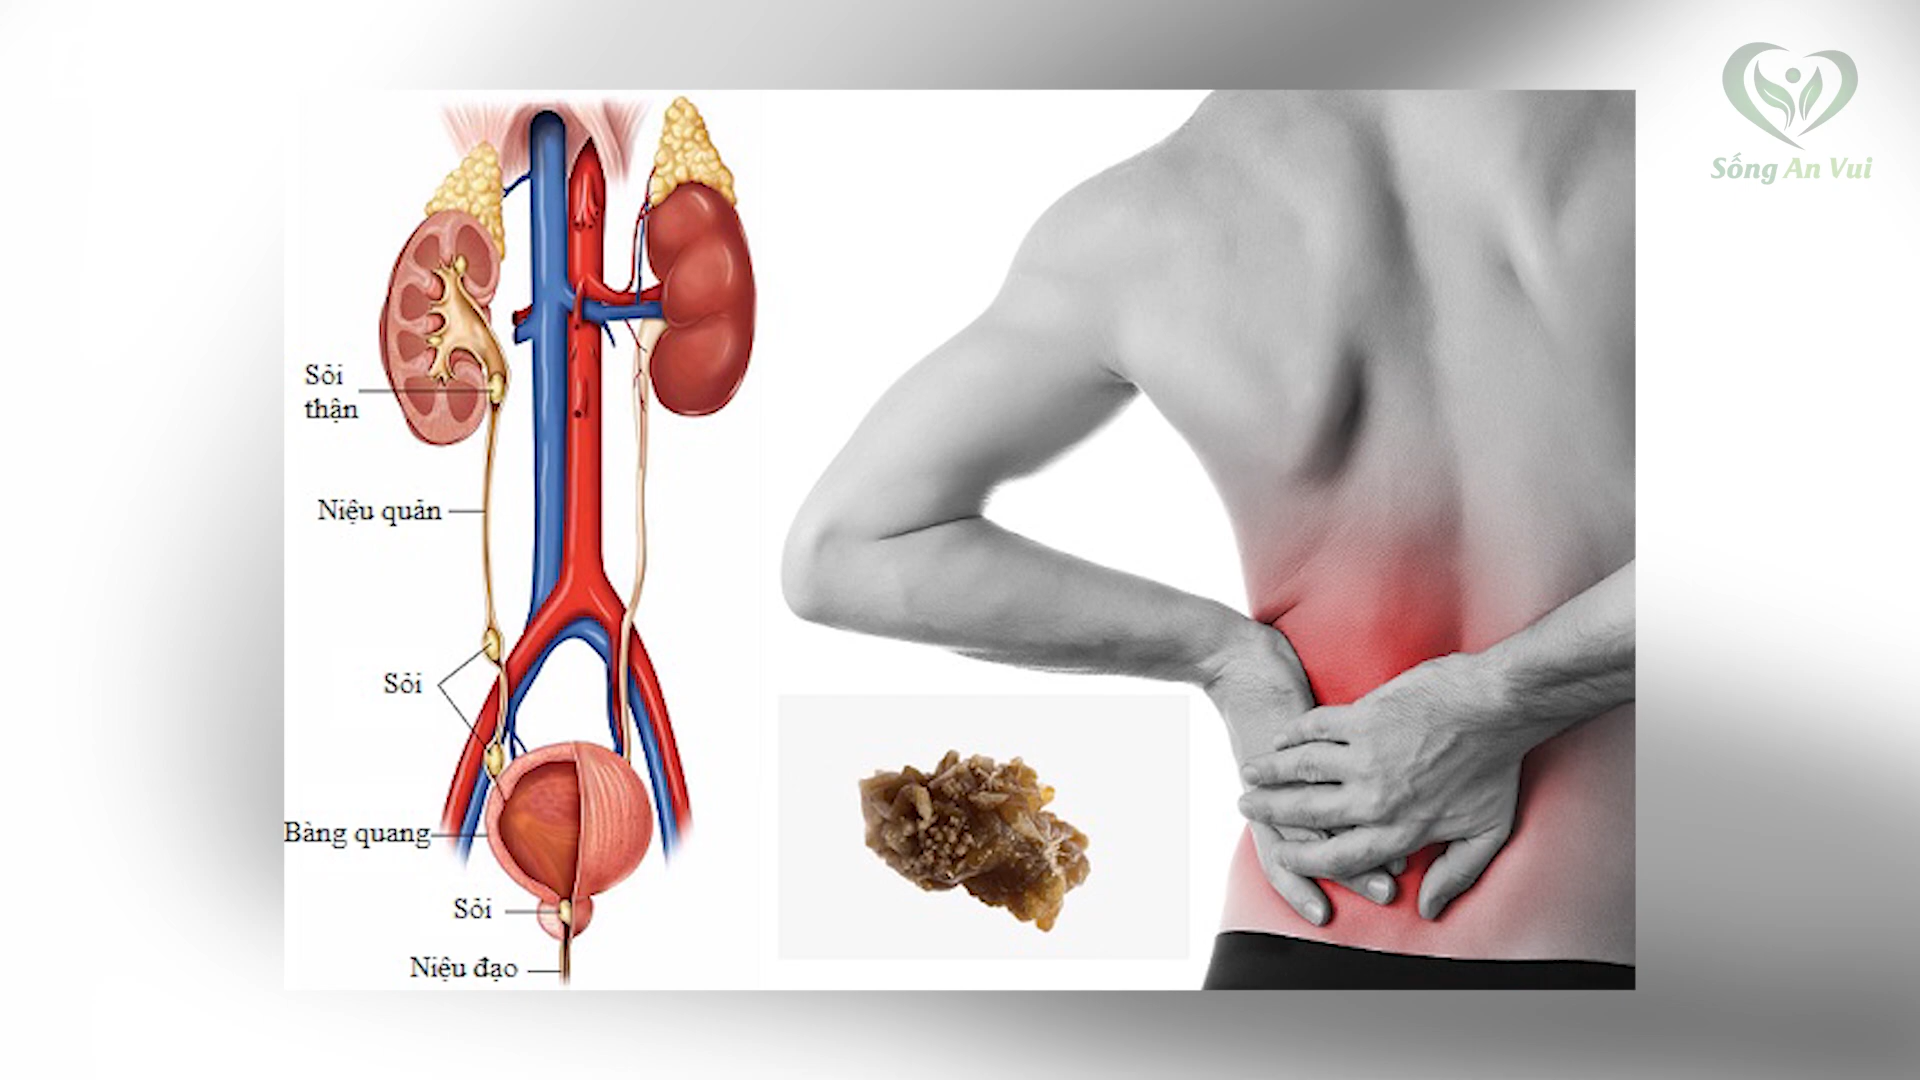 Sống An Vui
Sỏi
thận
Niệu quản
Sỏi
Bàng quang
Sỏi
Niệu đạo